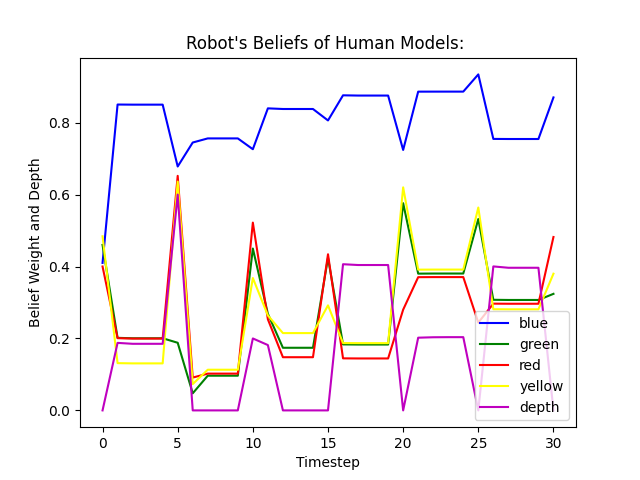 Robot's Beliefs of Human Models:
Belief Weight and Depth
0.8
0.6
0.4
0.2
0.0
0 5 10 15 20 25 30
Timestep
blue
green
red
yellow
depth